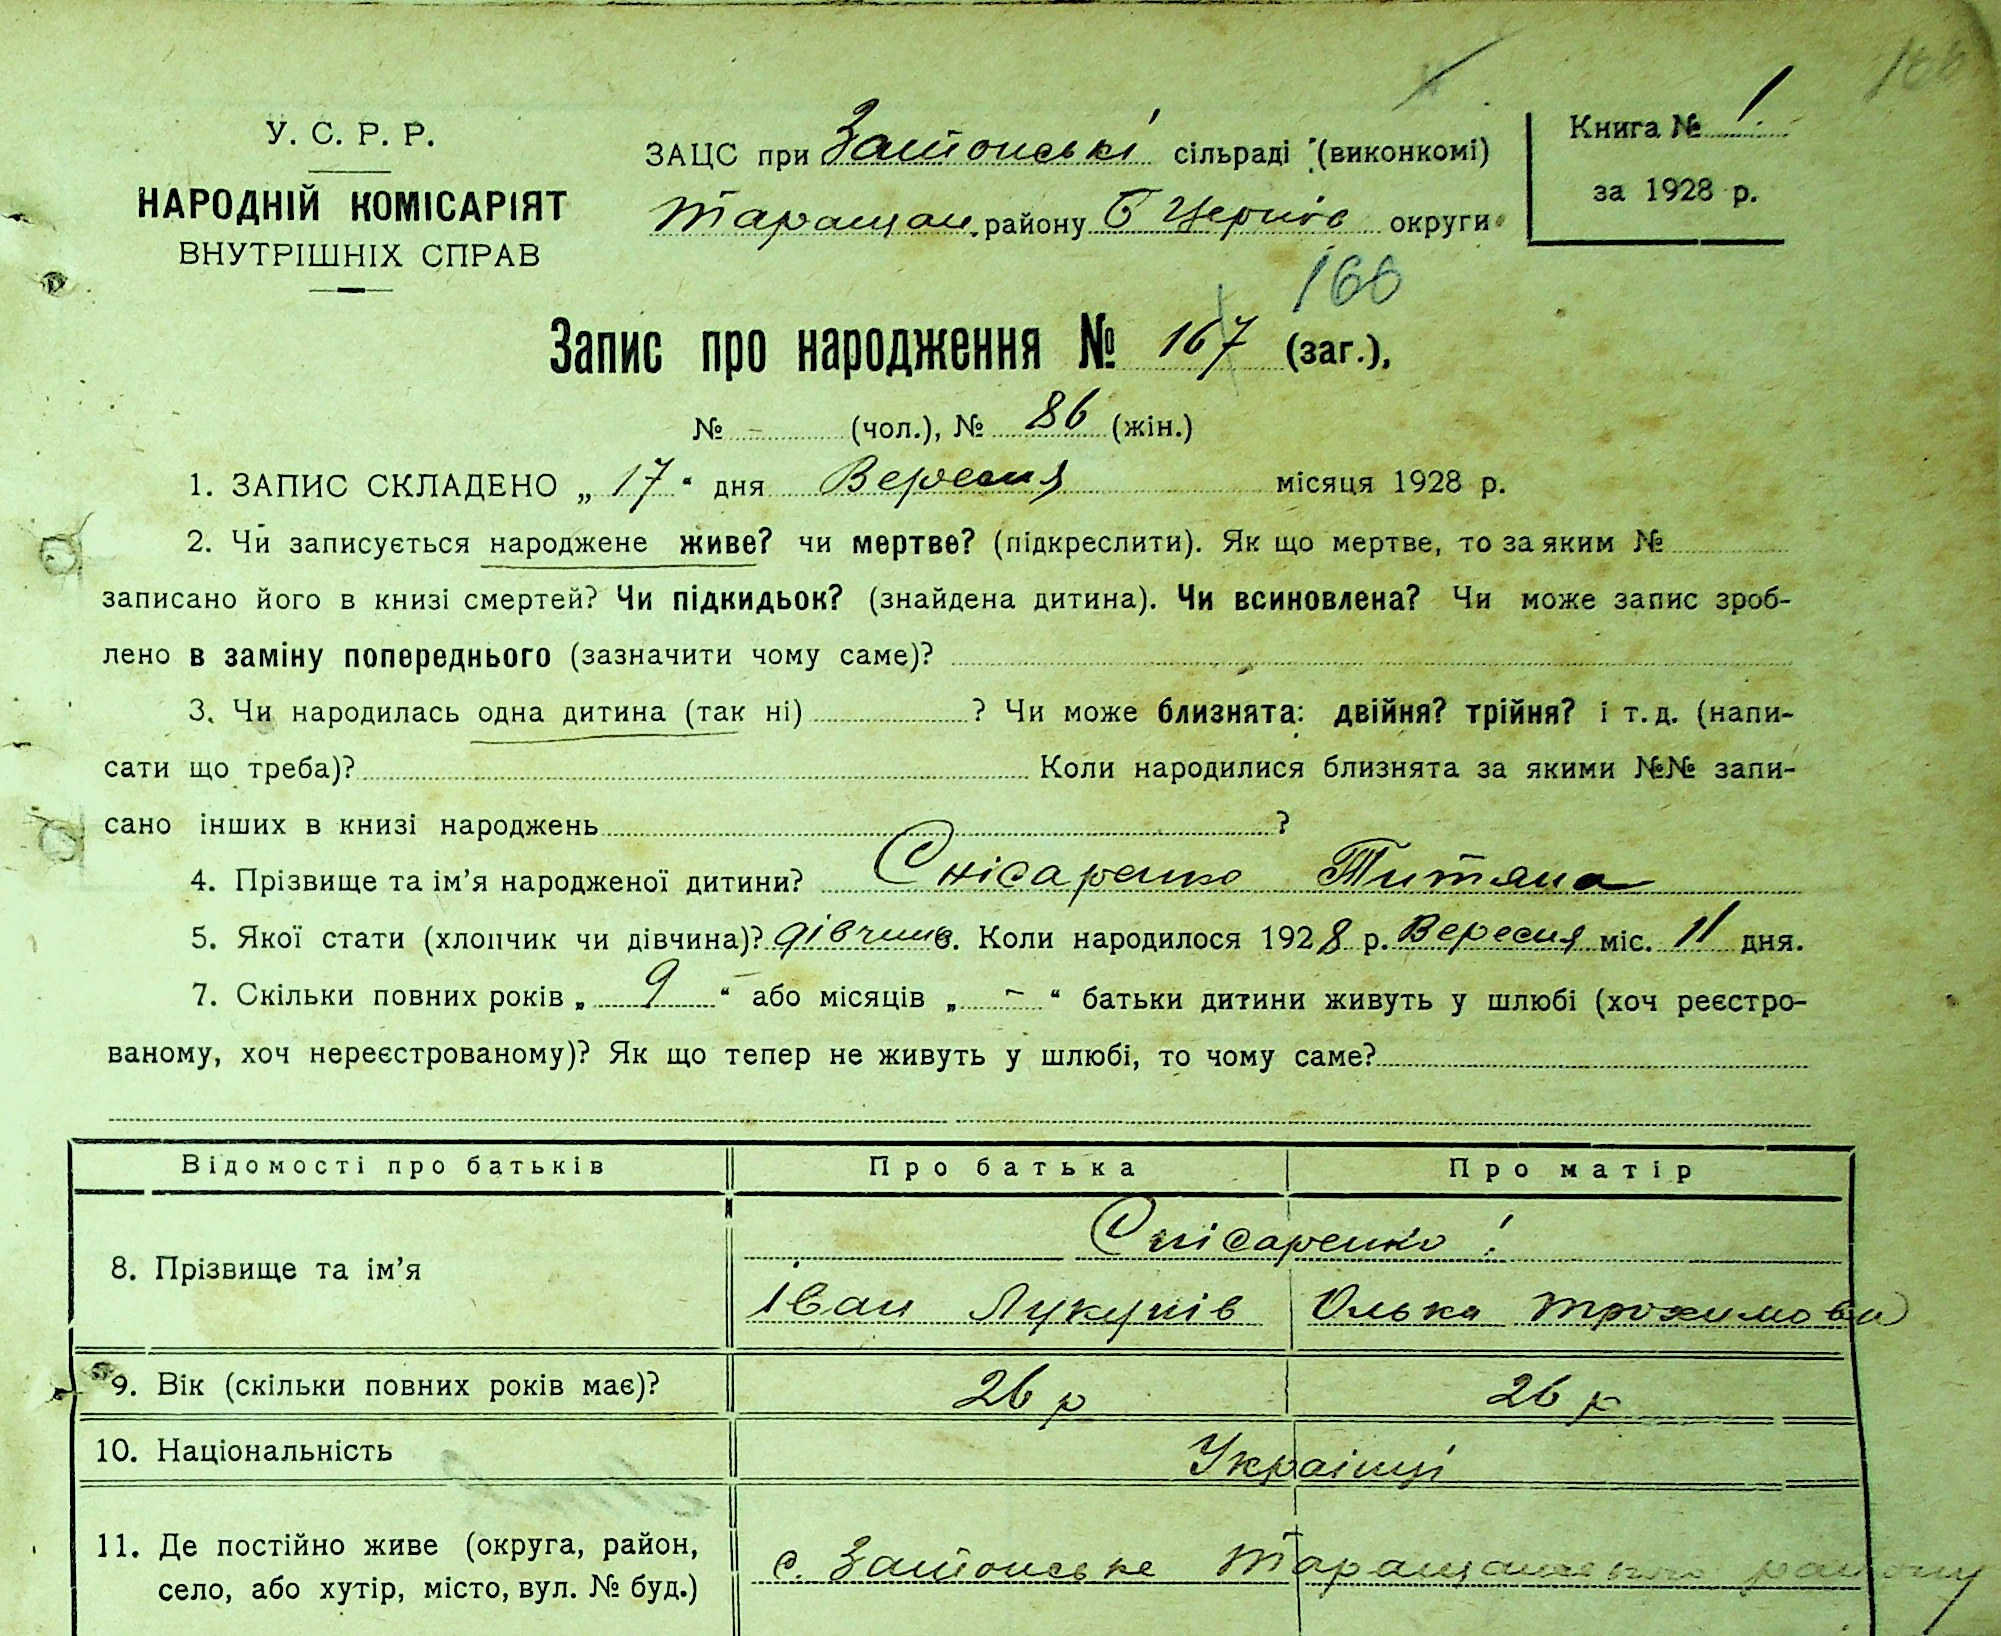 166
У. С. Р. Р.
НАРОДНІЙ КОМІСАРІЯТ
ВНУТРІШНІХ СПРАВ
ЗАЦС при Затонські сільраді (виконкомі)
Таращан. району Б Церків округи
Книга № 1
за 1928 р.
166
Запис про народження № 167 (заг.),
№ - (чол.), № 86 (жін.)
1. ЗАПИС СКЛАДЕНО „ 17 “ дня Вересня місяця 1928 р.
2. Чи записується народжене живе? чи мертве? (підкреслити). Як що мертве, то за яким №
записано його в книзі смертей? Чи підкидьок? (знайдена дитина). Чи всиновлена? Чи може запис зроб-
лено в заміну попереднього (зазначити чому саме)?
3. Чи народилась одна дитина (так ні) ? Чи може близнята: двійня? трійня? і т. д. (напи-
сати що треба)? Коли народилися близнята за якими №№ запи-
сано інших в книзі народжень ?
4. Прізвище та ім’я народженої дитини? Снісаренко Титяна
5. Якої стати (хлопчик чи дівчина)? дівчина 6. Коли народилося 1928 р. Вересня міс. 11 дня.
7. Скільки повних років „ 9 “ або місяців „ - “ батьки дитини живуть у шлюбі (хоч реєстро-
ваному, хоч нереєстрованому)? Як що тепер не живуть у шлюбі, то чому саме?
Відомості про батьків Про батька Про матір
8. Прізвище та ім’я Снісаренко!
Іван Лукунів Олька Трохимови
9. Вік (скільки повних років має)? 26 р 26 р
10. Національність Українці
11. Де постійно живе (округа, район,
село, або хутір, місто, вул. № буд.) с. Затонське Таращанського району